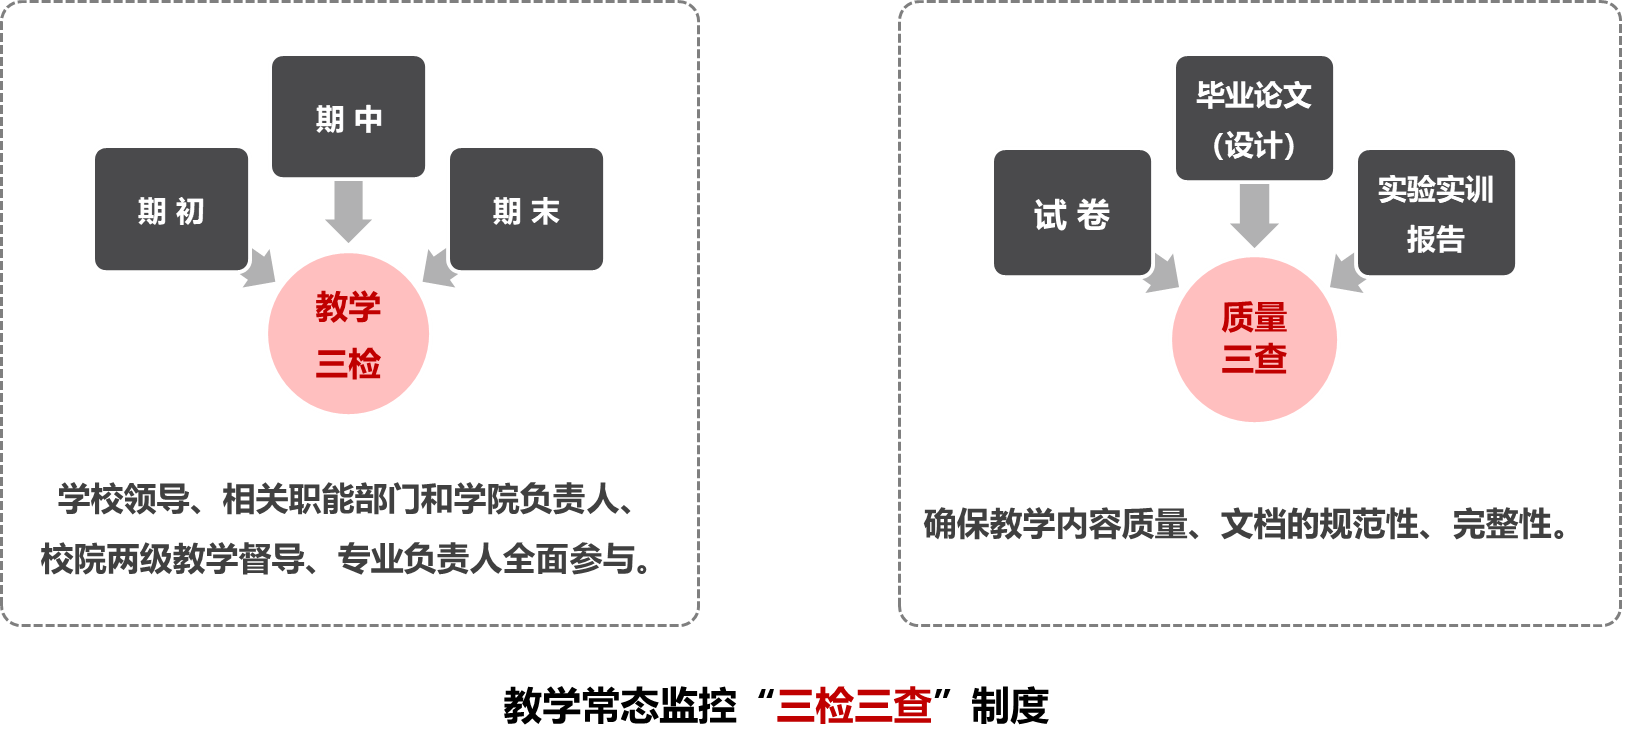 期 中
期 初
期 末
教学
三检
学校领导、相关职能部门和学院负责人、
校院两级教学督导、专业负责人全面参与。
毕业论文
（设计）
试 卷
实验实训
报告
质量
三查
确保教学内容质量、文档的规范性、完整性。
教学常态监控“三检三查”制度